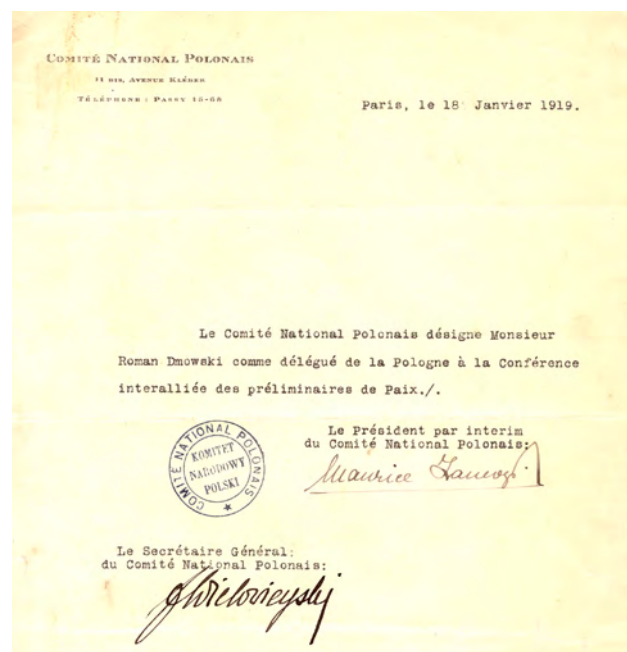 COMITÉ NATIONAL POLONAIS
11 BIS, AVENUE KLÉBER
TÉLÉPHONE : PASSY 15-68
Paris, le 18 Janvier 1919.
Le Comité National Polonais désigne Monsieur
Roman Dmowski comme délégué de la Pologne à la Conférence
interalliée des préliminaires de Paix./.
Le Président par interim
du Comité National Polonais:
Maurice Zamoyski
COMITÉ NATIONAL POLONAIS
KOMITET
NARODOWY
POLSKI
Le Secrétaire Général:
du Comité National Polonais: